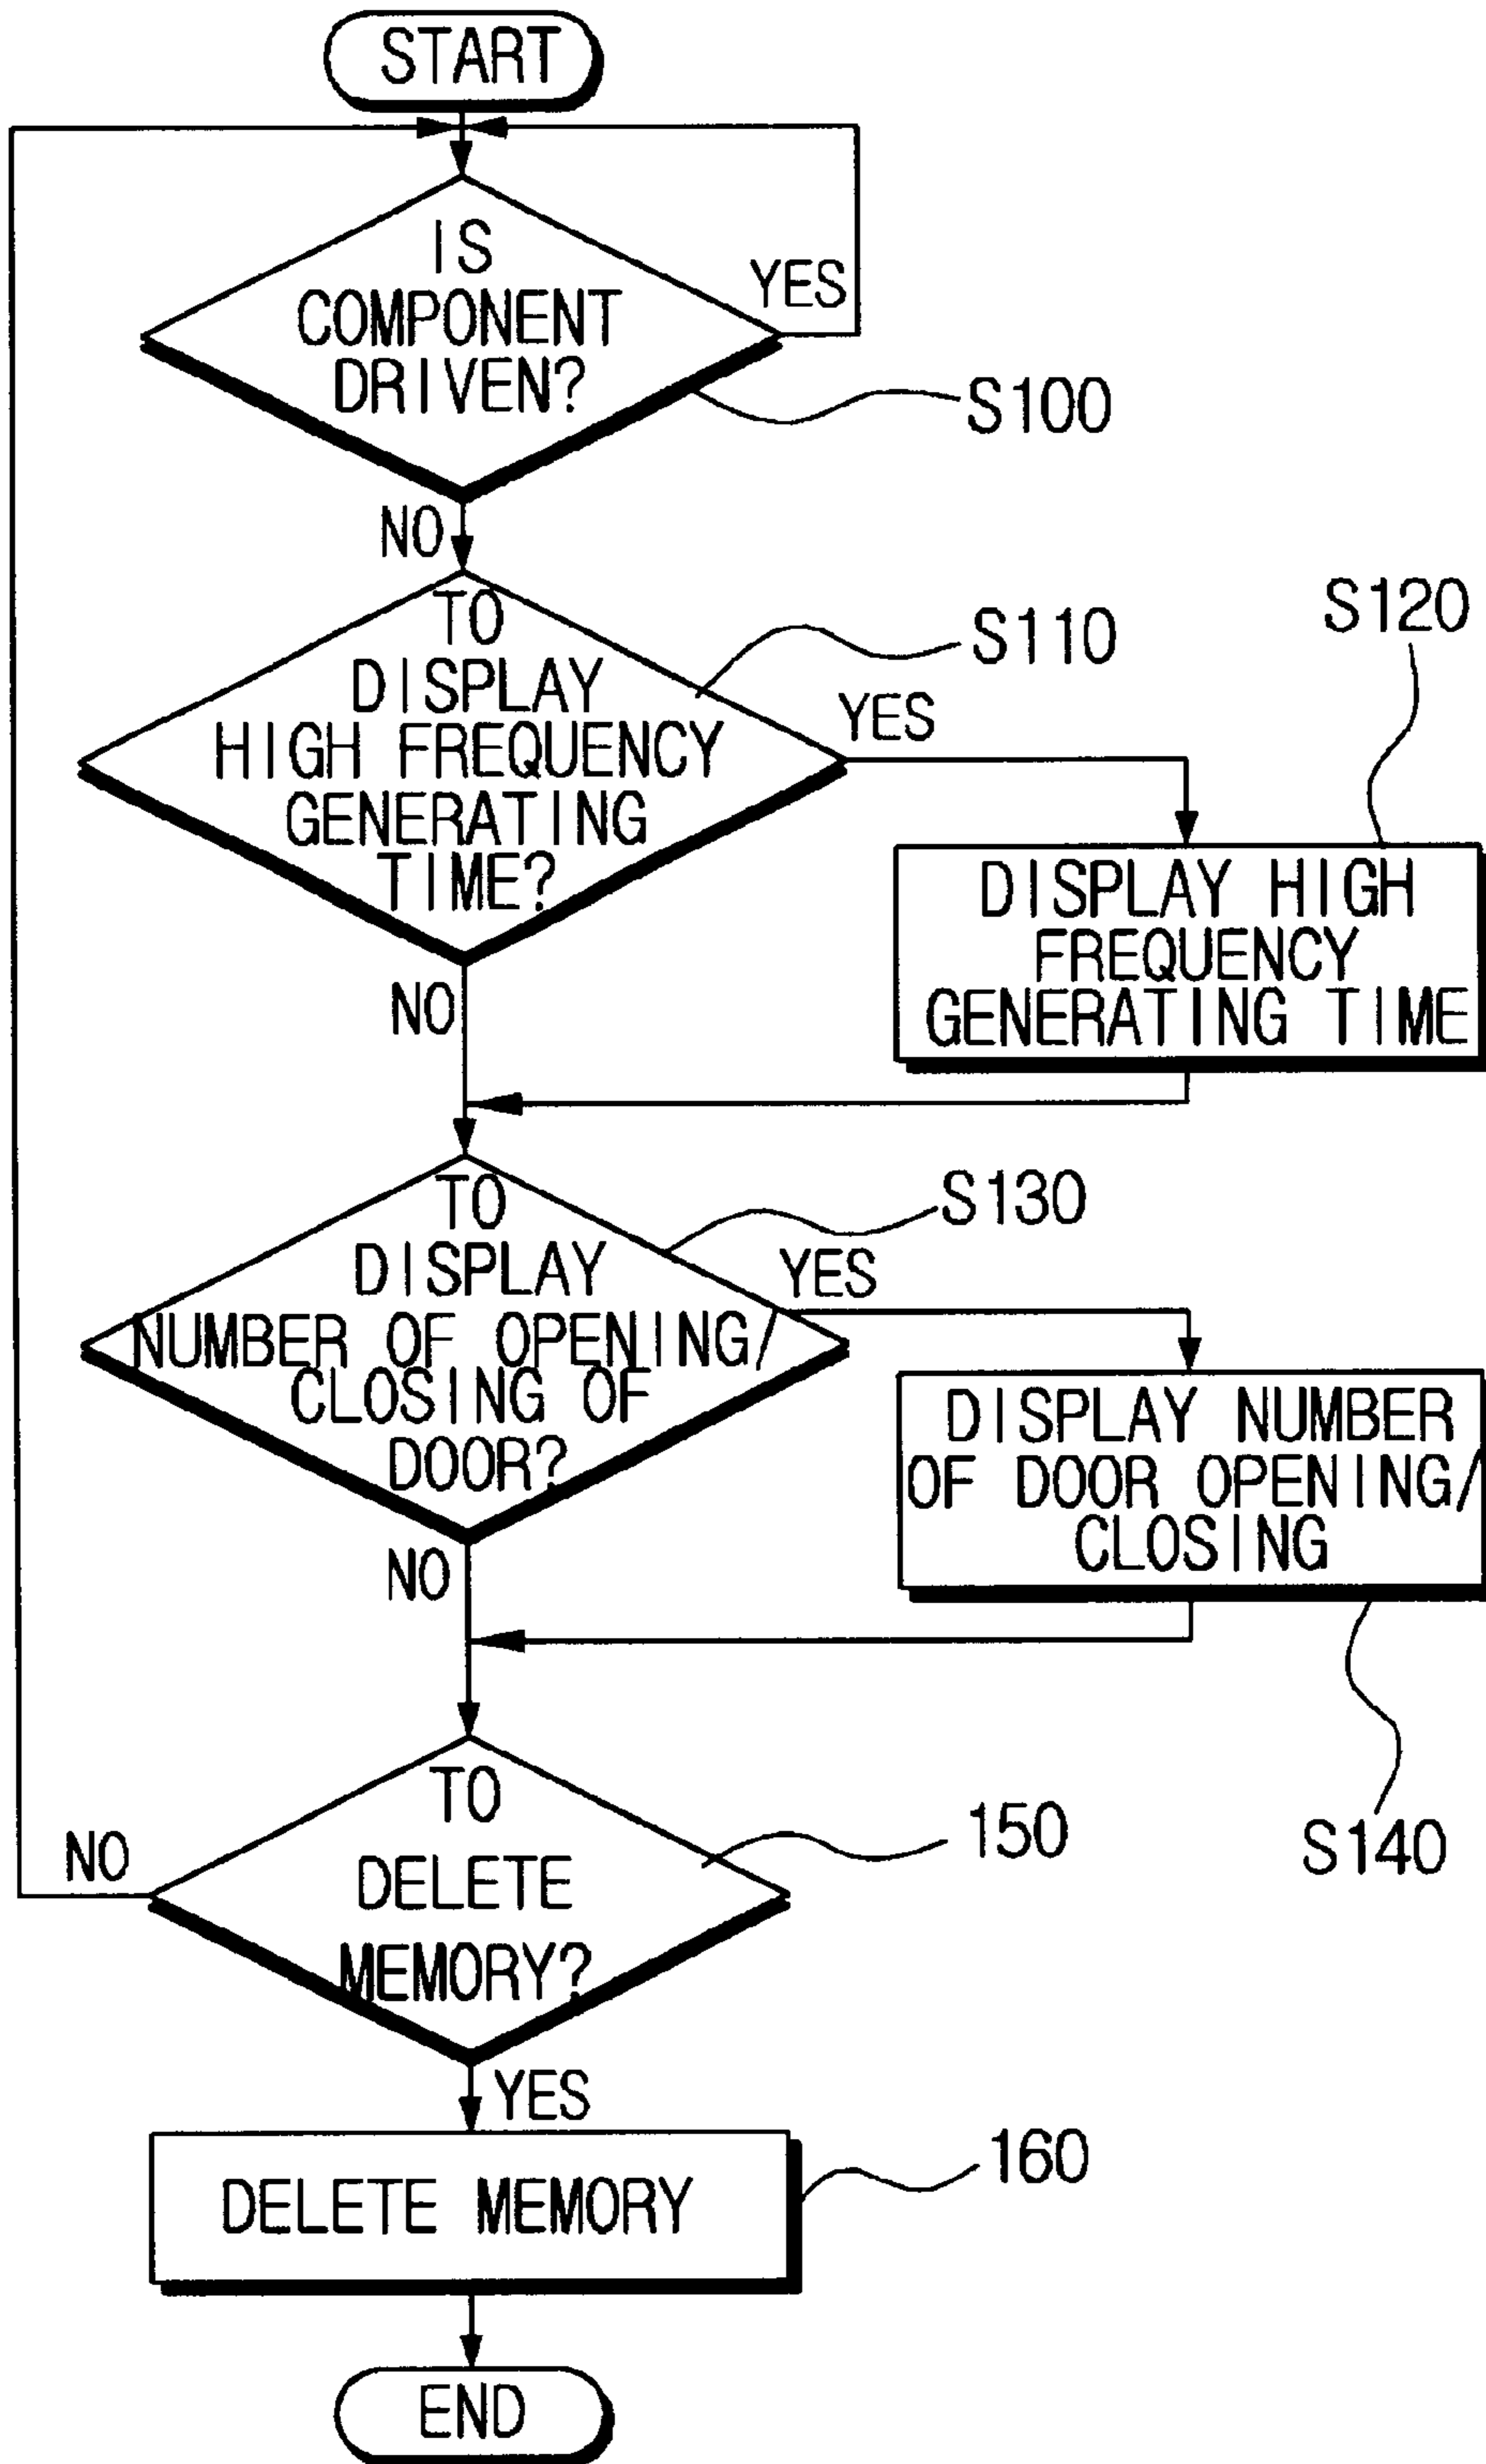 START
IS
COMPONENT
DRIVEN?
YES
S100
NO
TO
DISPLAY
HIGH FREQUENCY
GENERATING
TIME?
S110
YES
S120
DISPLAY HIGH
FREQUENCY
GENERATING TIME
NO
TO
DISPLAY
NUMBER OF OPENING/
CLOSING OF
DOOR?
S130
YES
DISPLAY NUMBER
OF DOOR OPENING/
CLOSING
S140
NO
TO
DELETE
MEMORY?
150
NO
YES
DELETE MEMORY
160
END